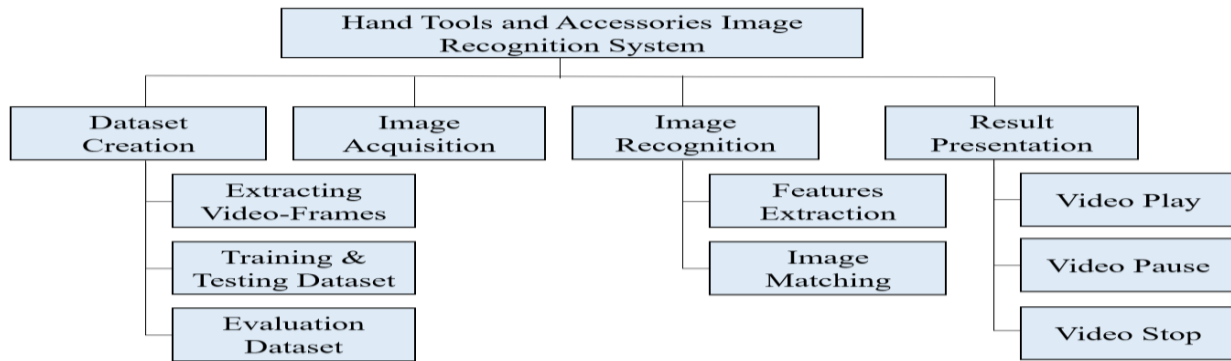 Hand Tools and Accessories Image
Recognition System
Dataset
Creation
Image
Acquisition
Image
Recognition
Result
Presentation
Extracting
Video-Frames
Training &
Testing Dataset
Evaluation
Dataset
Features
Extraction
Image
Matching
Video Play
Video Pause
Video Stop